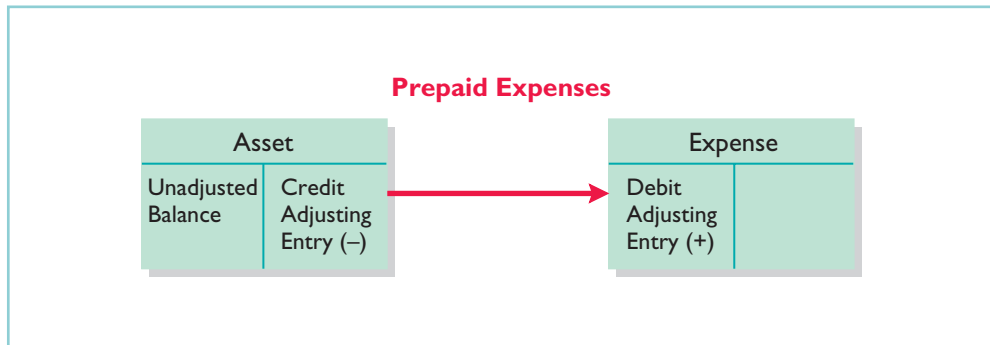 Prepaid Expenses
Asset
Unadjusted
Balance
Credit
Adjusting
Entry (–)
Expense
Debit
Adjusting
Entry (+)